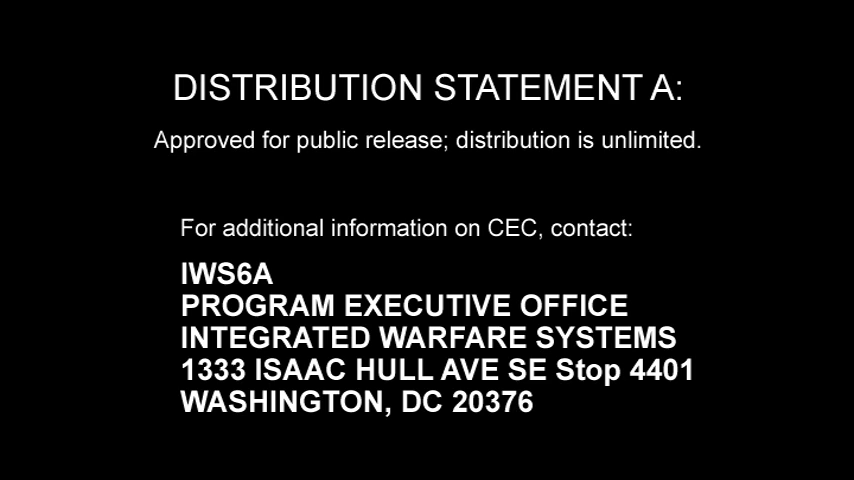 DISTRIBUTION STATEMENT A:
Approved for public release; distribution is unlimited.
For additional information on CEC, contact:
IWS6A
PROGRAM EXECUTIVE OFFICE
INTEGRATED WARFARE SYSTEMS
1333 ISAAC HULL AVE SE Stop 4401
WASHINGTON, DC 20376